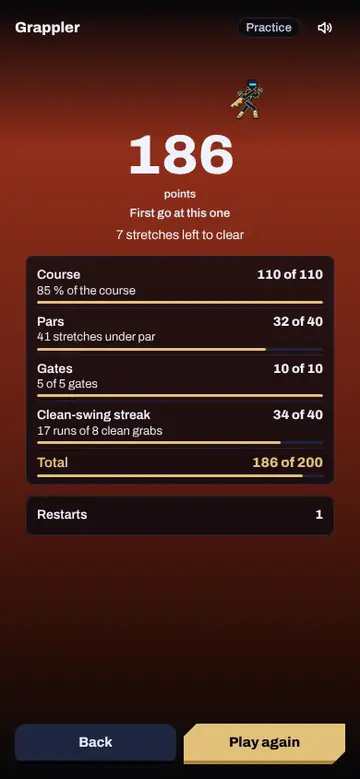 Grappler
Practice
186
points
First go at this one
7 stretches left to clear
Course 110 of 110
85 % of the course
Pars 32 of 40
41 stretches under par
Gates 10 of 10
5 of 5 gates
Clean-swing streak 34 of 40
17 runs of 8 clean grabs
Total 186 of 200
Restarts 1
Back
Play again